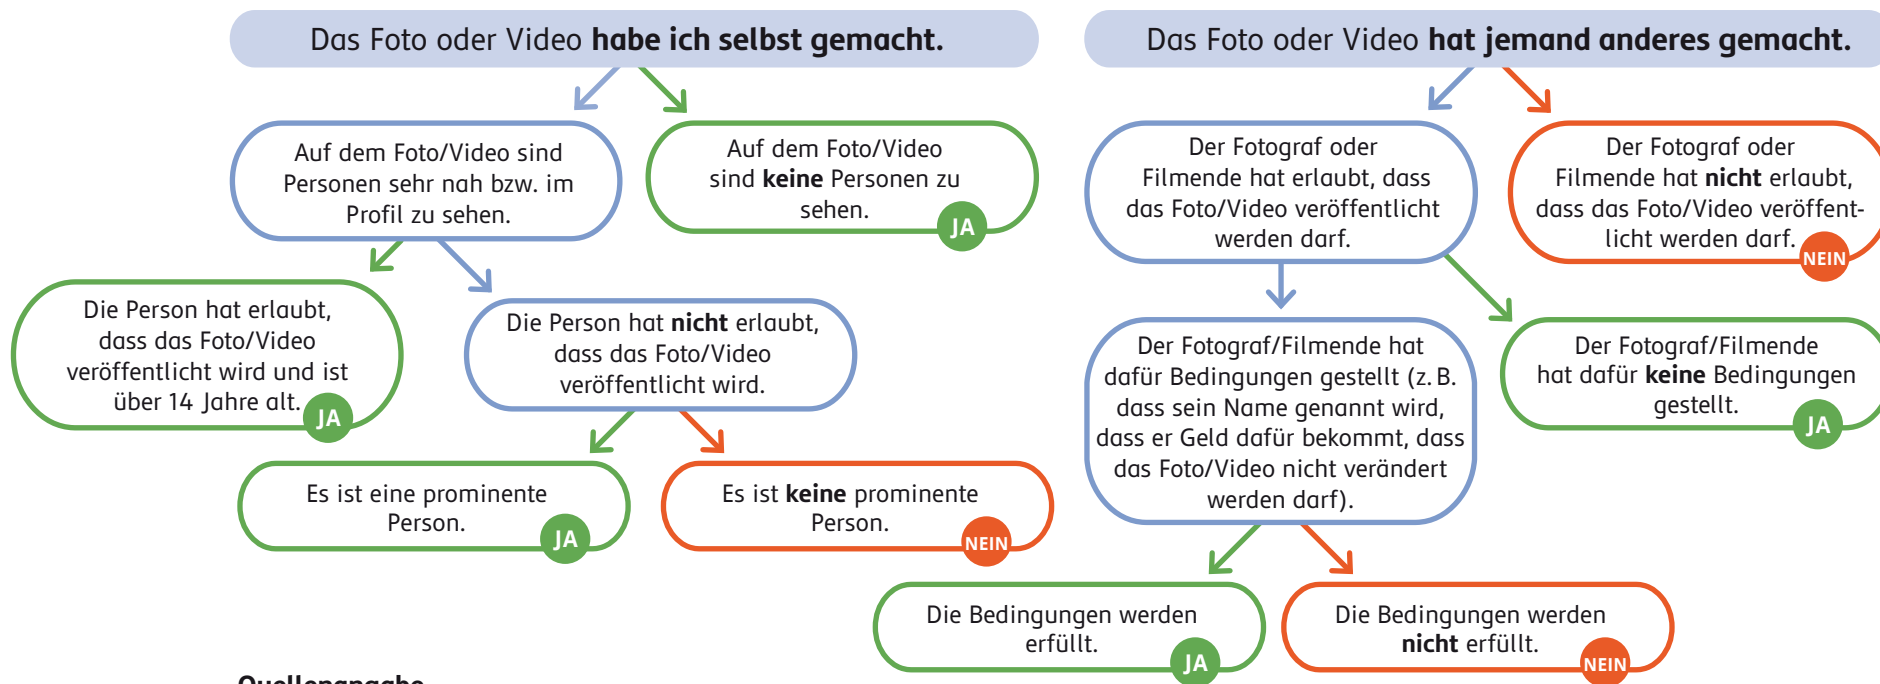 Das Foto oder Video habe ich selbst gemacht.
Auf dem Foto/Video sind
Personen sehr nah bzw. im
Profil zu sehen.
Auf dem Foto/Video
sind keine Personen zu
sehen.
JA
Die Person hat erlaubt,
dass das Foto/Video
veröffentlicht wird und ist
über 14 Jahre alt.
JA
Die Person hat nicht erlaubt,
dass das Foto/Video
veröffentlicht wird.
Es ist eine prominente
Person.
JA
Es ist keine prominente
Person.
NEIN
Das Foto oder Video hat jemand anderes gemacht.
Der Fotograf oder
Filmende hat erlaubt, dass
das Foto/Video veröffentlicht
werden darf.
Der Fotograf oder
Filmende hat nicht erlaubt,
dass das Foto/Video veröffent-
licht werden darf.
NEIN
Der Fotograf/Filmende hat
dafür Bedingungen gestellt (z. B.
dass sein Name genannt wird,
dass er Geld dafür bekommt, dass
das Foto/Video nicht verändert
werden darf).
Der Fotograf/Filmende
hat dafür keine Bedingungen
gestellt.
JA
Die Bedingungen werden
erfüllt.
JA
Die Bedingungen werden
nicht erfüllt.
NEIN
Quellenangabe